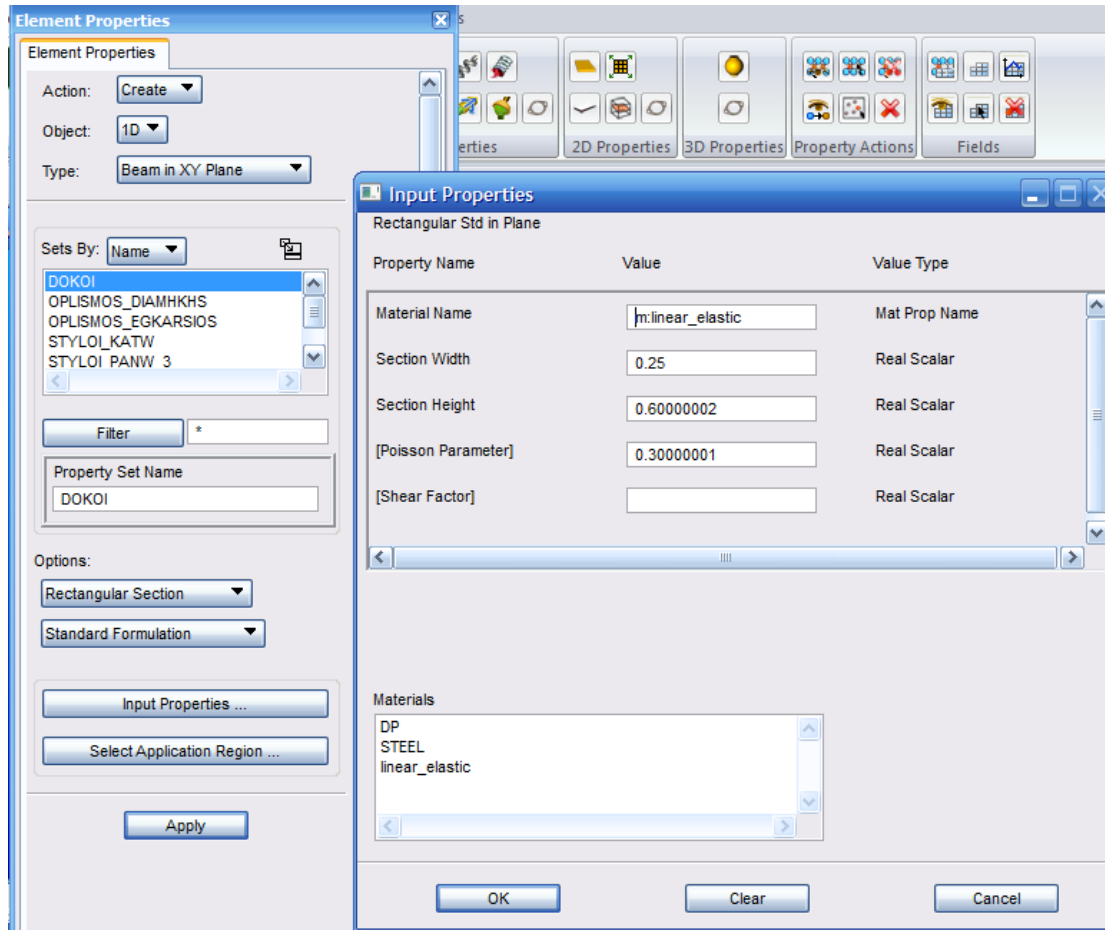 Element Properties
s
Element Properties
Action: Create
Object: 1D
Type: Beam in XY Plane
erties
2D Properties
3D Properties
Property Actions
Fields
Sets By: Name
DOKOI
OPLISMOS_DIAMHKHS
OPLISMOS_EGKARSIOS
STYLOI_KATW
STYLOI_PANW_3
Filter
*
Property Set Name
DOKOI
Options:
Rectangular Section
Standard Formulation
Input Properties ...
Select Application Region ...
Apply
Input Properties
Rectangular Std in Plane
Property Name Value Value Type
Material Name m:linear_elastic Mat Prop Name
Section Width 0.25 Real Scalar
Section Height 0.60000002 Real Scalar
[Poisson Parameter] 0.30000001 Real Scalar
[Shear Factor] Real Scalar
Materials
DP
STEEL
linear_elastic
OK Clear Cancel